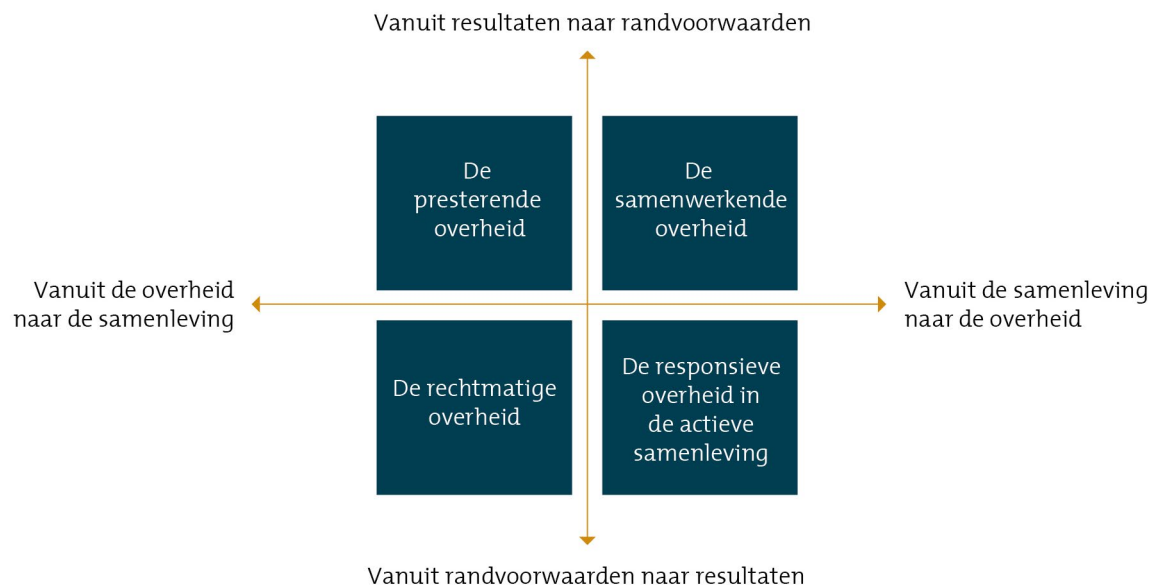 Vanuit resultaten naar randvoorwaarden
De
presterende
overheid
De
samenwerkende
overheid
Vanuit de overheid
naar de samenleving
Vanuit de samenleving
naar de overheid
De rechtmatige
overheid
De responsieve
overheid in
de actieve
samenleving
Vanuit randvoorwaarden naar resultaten